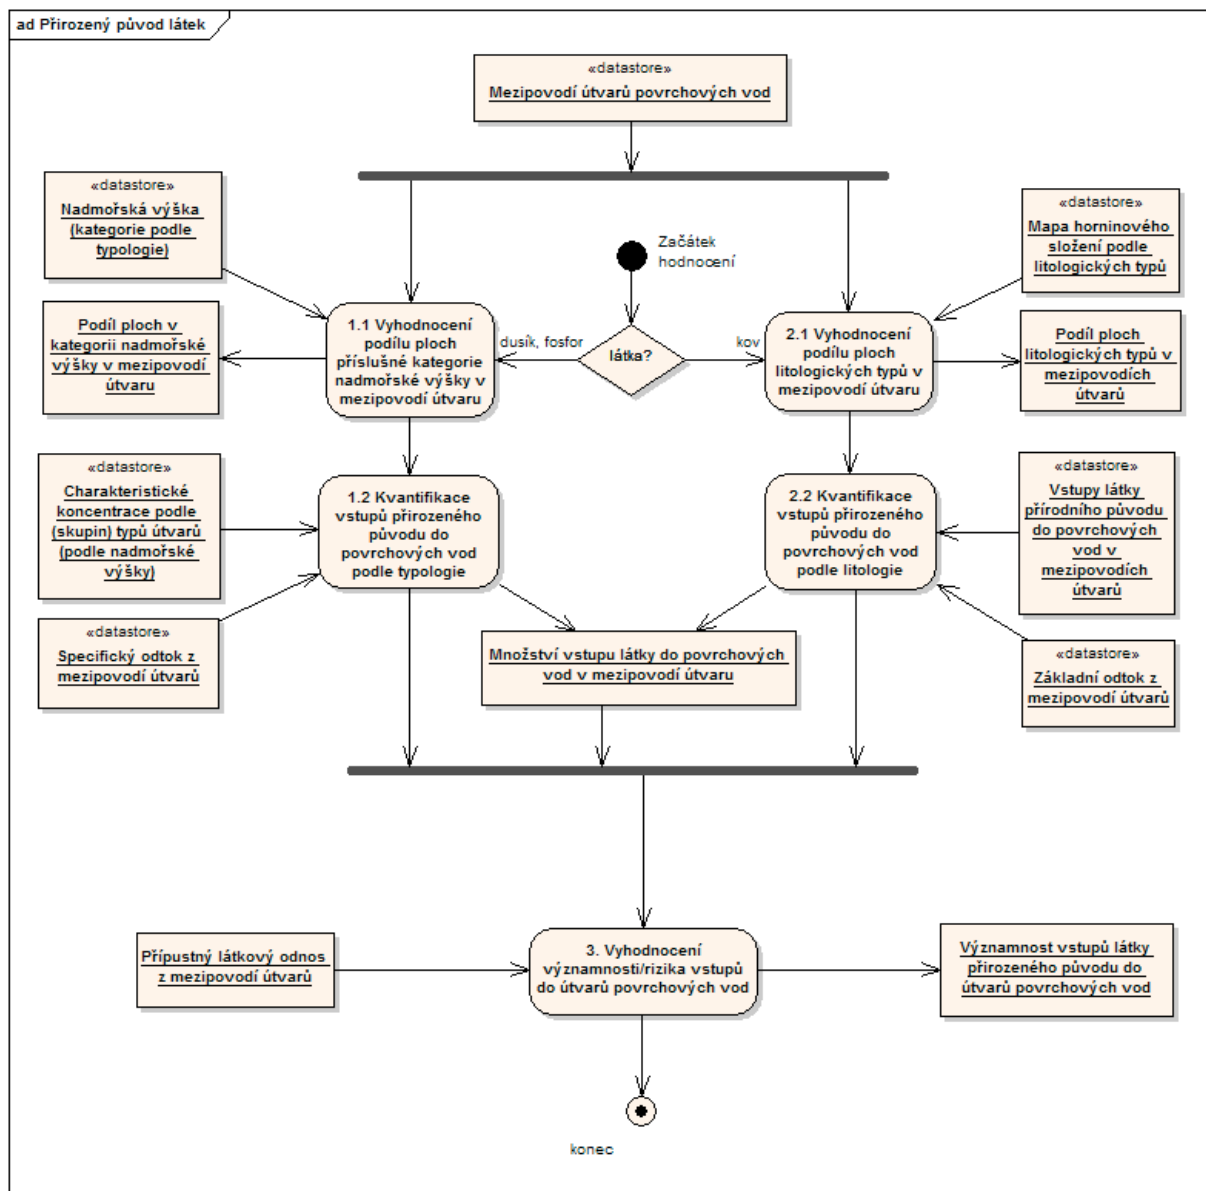 ad Přirozený původ látek
«datastore»
Mezipovodí útvarů povrchových vod
«datastore»
Nadmořská výška
(kategorie podle
typologie)
Začátek
hodnocení
«datastore»
Mapa horninového
složení podle
litologických typů
Podíl ploch v
kategorii nadmořské
výšky v mezipovodí
útvaru
1.1 Vyhodnocení
podílu ploch
příslušné kategorie
nadmořské výšky v
mezipovodí útvaru
dusík, fosfor
látka?
kov
2.1 Vyhodnocení
podílu ploch
litologických typů v
mezipovodí útvaru
Podíl ploch
litologických typů v
mezipovodích
útvarů
«datastore»
Charakteristické
koncentrace podle
(skupin) typů útvarů
(podle nadmořské
výšky)
1.2 Kvantifikace
vstupů přirozeného
původu do
povrchových vod
podle typologie
2.2 Kvantifikace
vstupů přirozeného
původu do
povrchových vod
podle litologie
«datastore»
Vstupy látky
přírodního původu
do povrchových
vod v
mezipovodích
útvarů
«datastore»
Specifický odtok z
mezipovodí útvarů
Množství vstupu látky do povrchových
vod v mezipovodí útvaru
«datastore»
Základní odtok z
mezipovodí útvarů
Přípustný látkový odnos
z mezipovodí útvarů
3. Vyhodnocení
významnosti/rizika vstupů
do útvarů povrchových vod
Významnost vstupů látky
přirozeného původu do
útvarů povrchových vod
konec